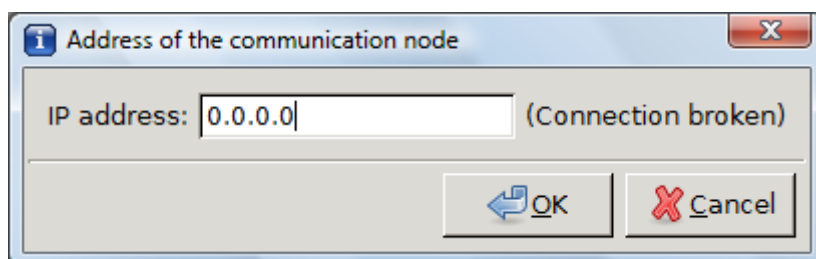 Address of the communication node
IP address: 0.0.0.0 (Connection broken)
OK Cancel